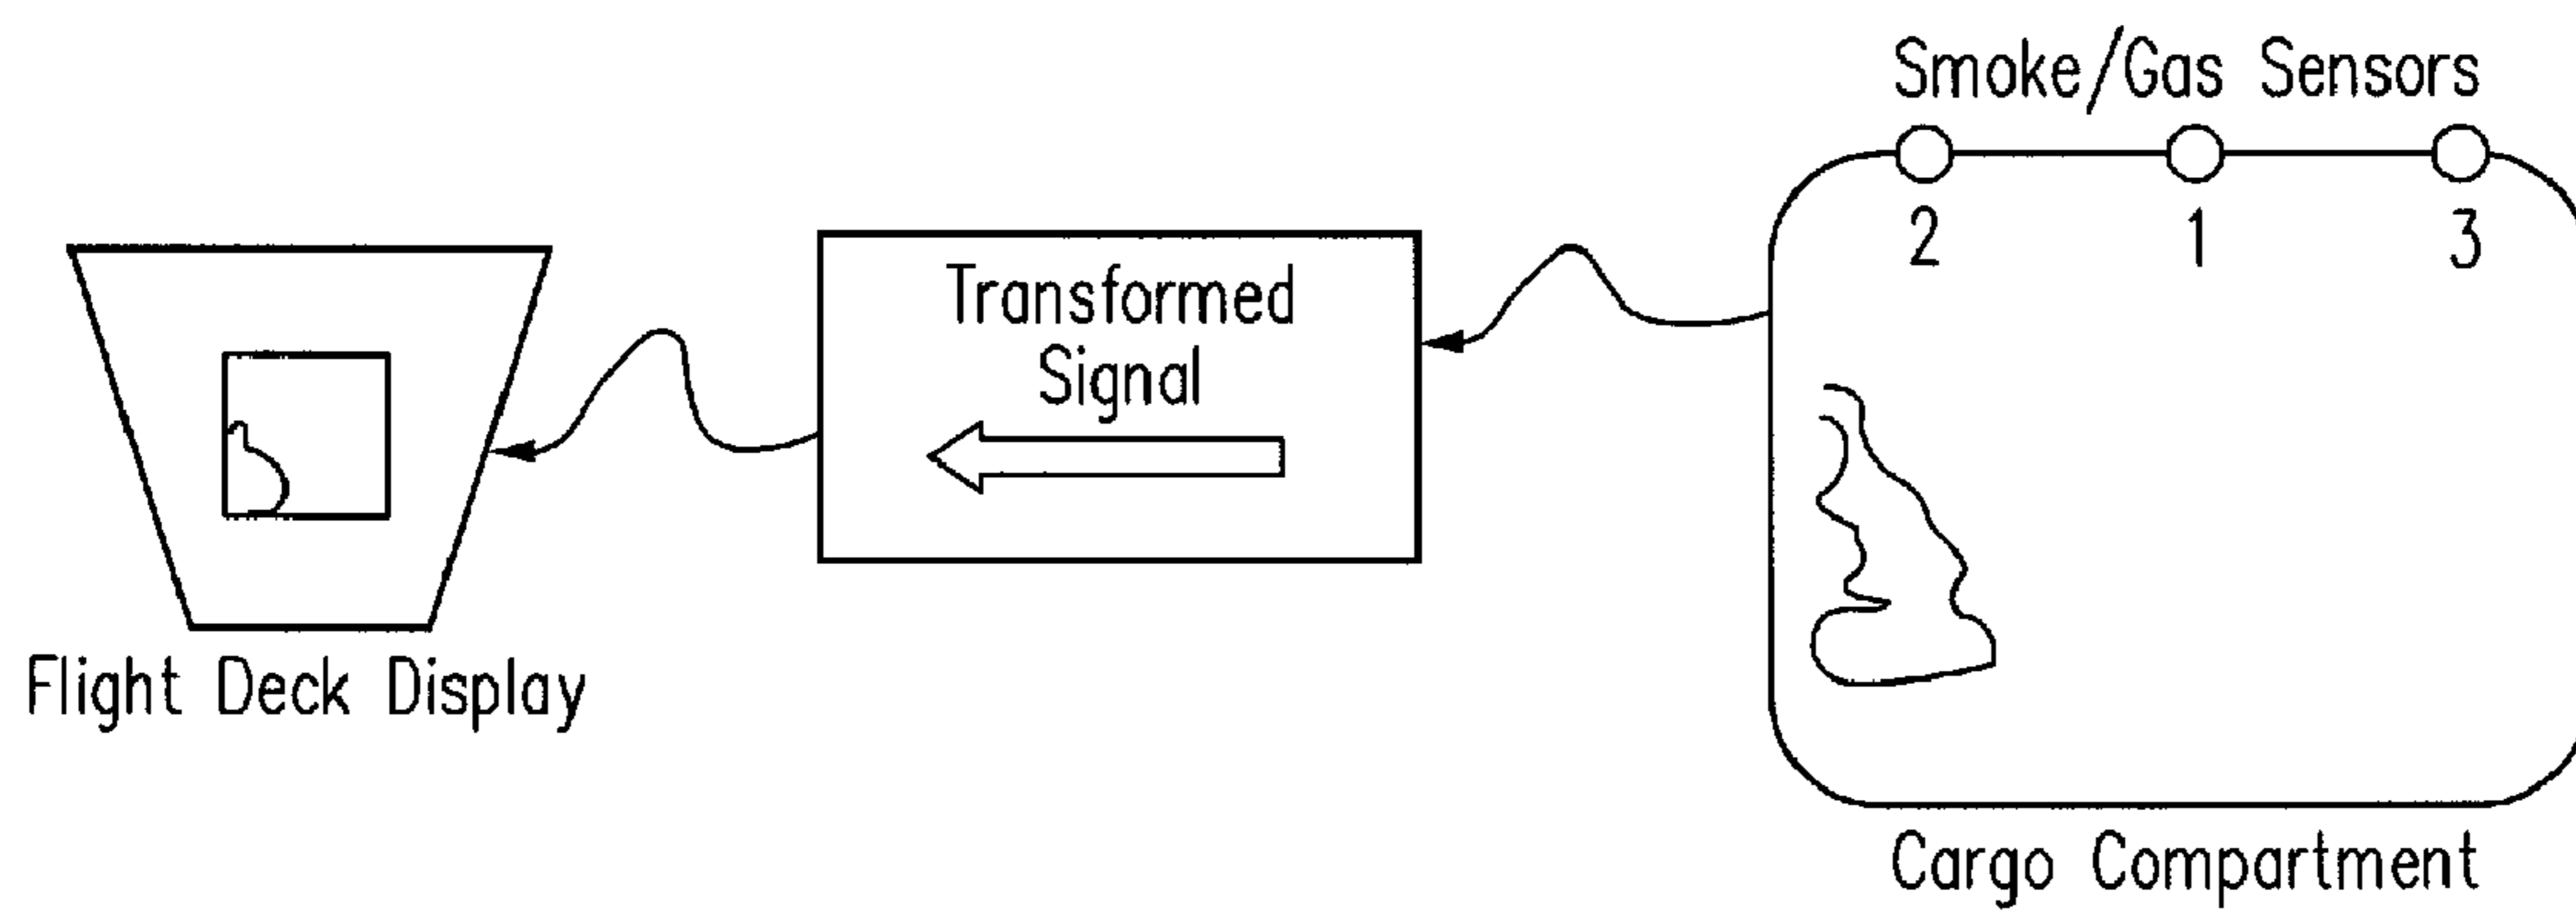 Smoke/Gas Sensors
2 1 3
Transformed
Signal
Flight Deck Display
Cargo Compartment